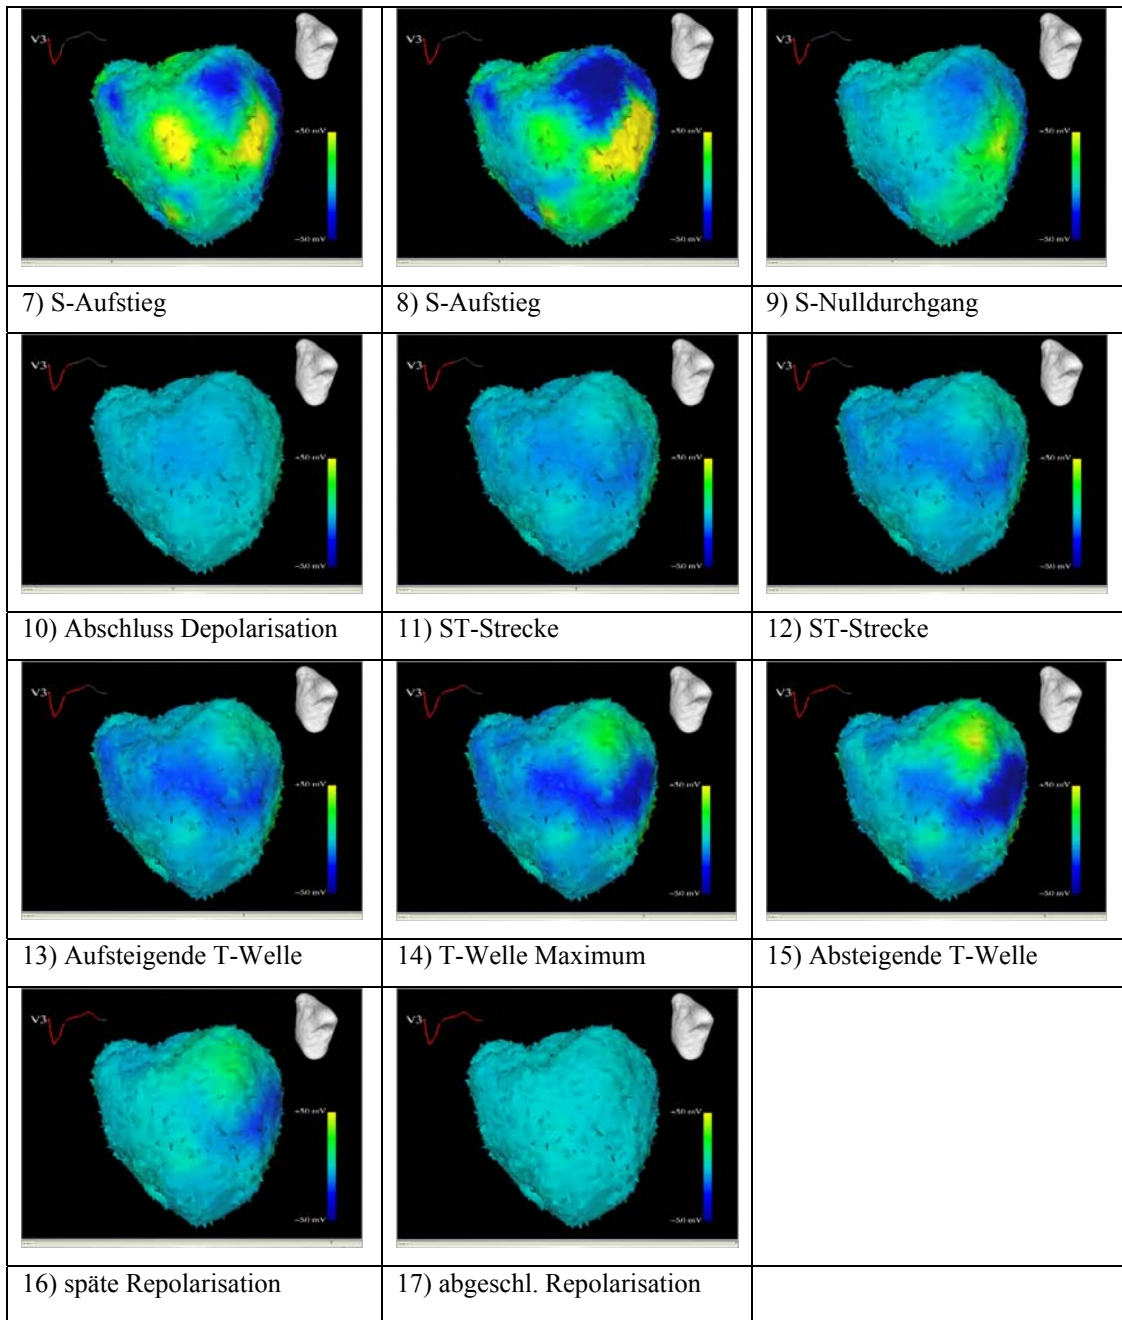 V3 V3 V3
+50 mV +50 mV +50 mV
−50 mV −50 mV −50 mV
7) S-Aufstieg 8) S-Aufstieg 9) S-Nulldurchgang
V3 V3 V3
+50 mV +50 mV +50 mV
−50 mV −50 mV −50 mV
10) Abschluss Depolarisation 11) ST-Strecke 12) ST-Strecke
V3 V3 V3
+50 mV +50 mV +50 mV
−50 mV −50 mV −50 mV
13) Aufsteigende T-Welle 14) T-Welle Maximum 15) Absteigende T-Welle
V3 V3
+50 mV +50 mV
−50 mV −50 mV
16) späte Repolarisation 17) abgeschl. Repolarisation